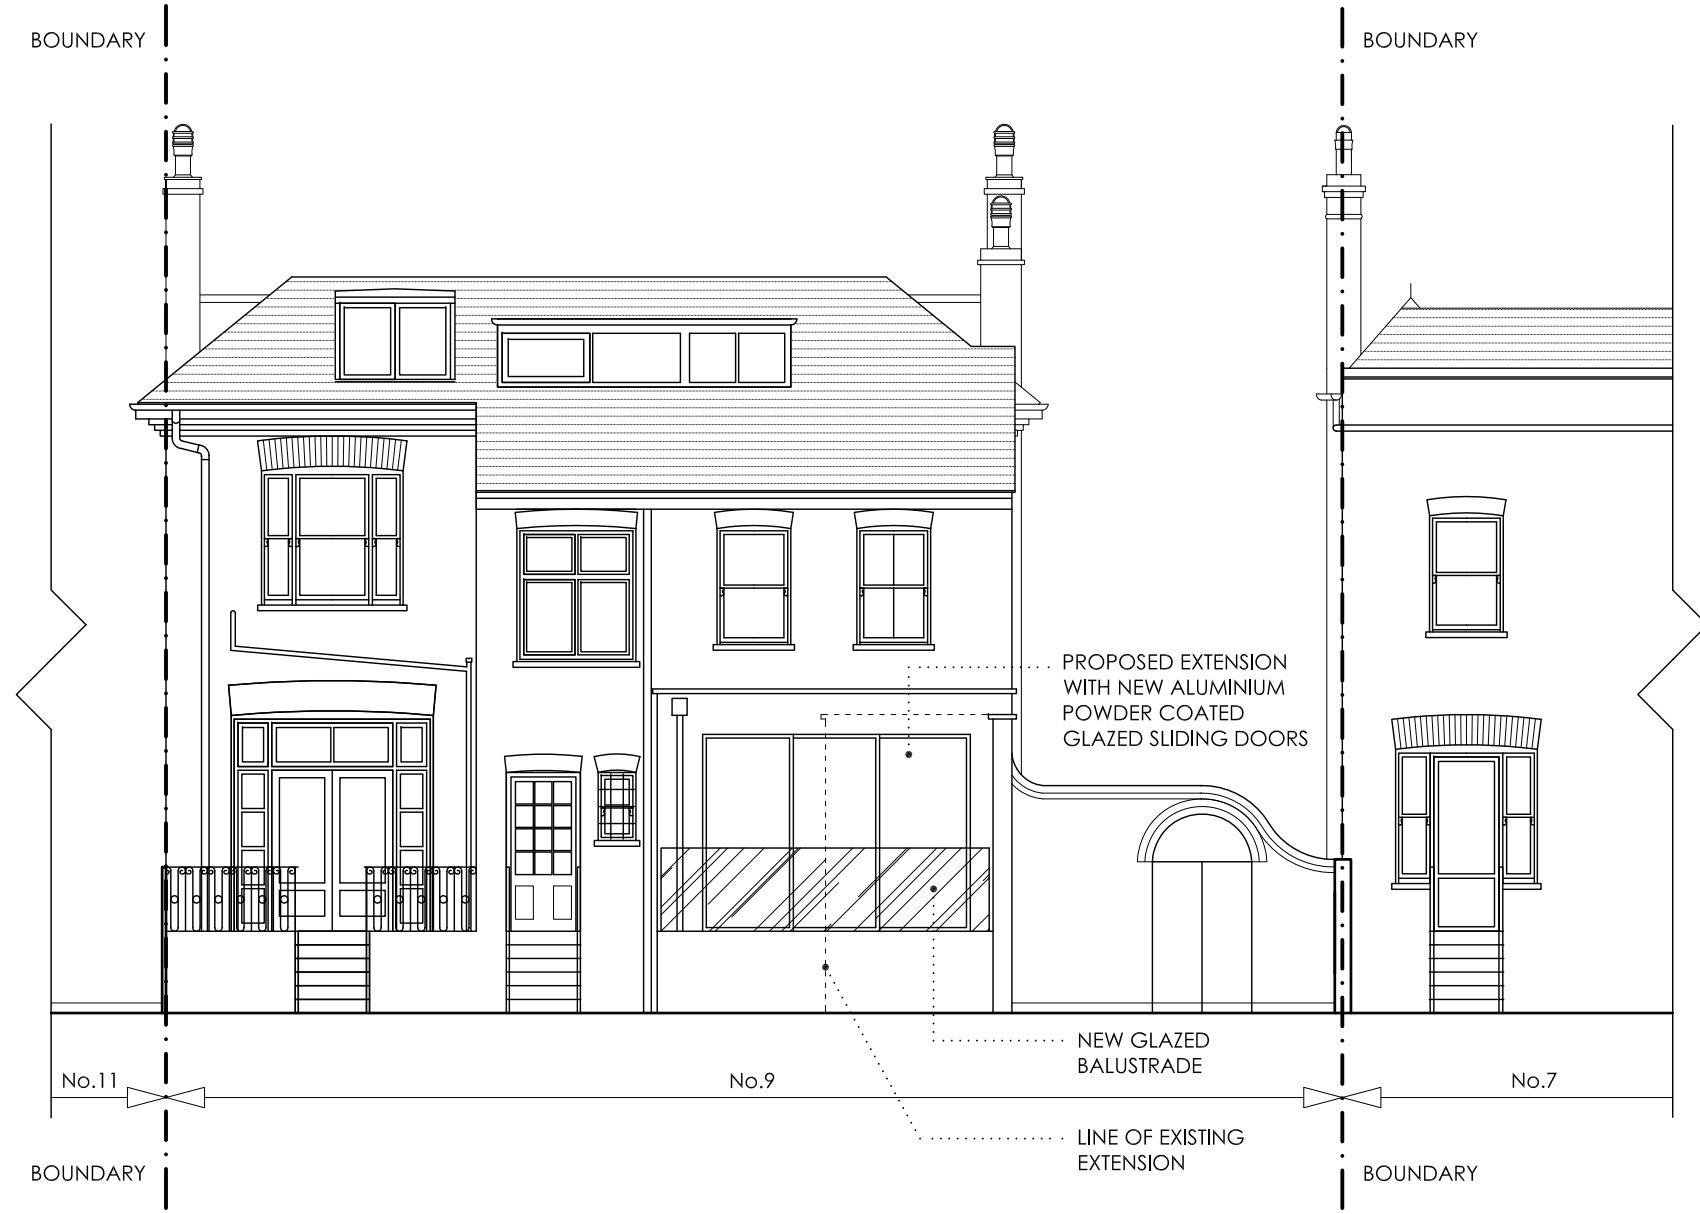 BOUNDARY
BOUNDARY
PROPOSED EXTENSION
WITH NEW ALUMINIUM
POWDER COATED
GLAZED SLIDING DOORS
NEW GLAZED
BALUSTRADE
No.11
No.9
No.7
LINE OF EXISTING
EXTENSION
BOUNDARY
BOUNDARY